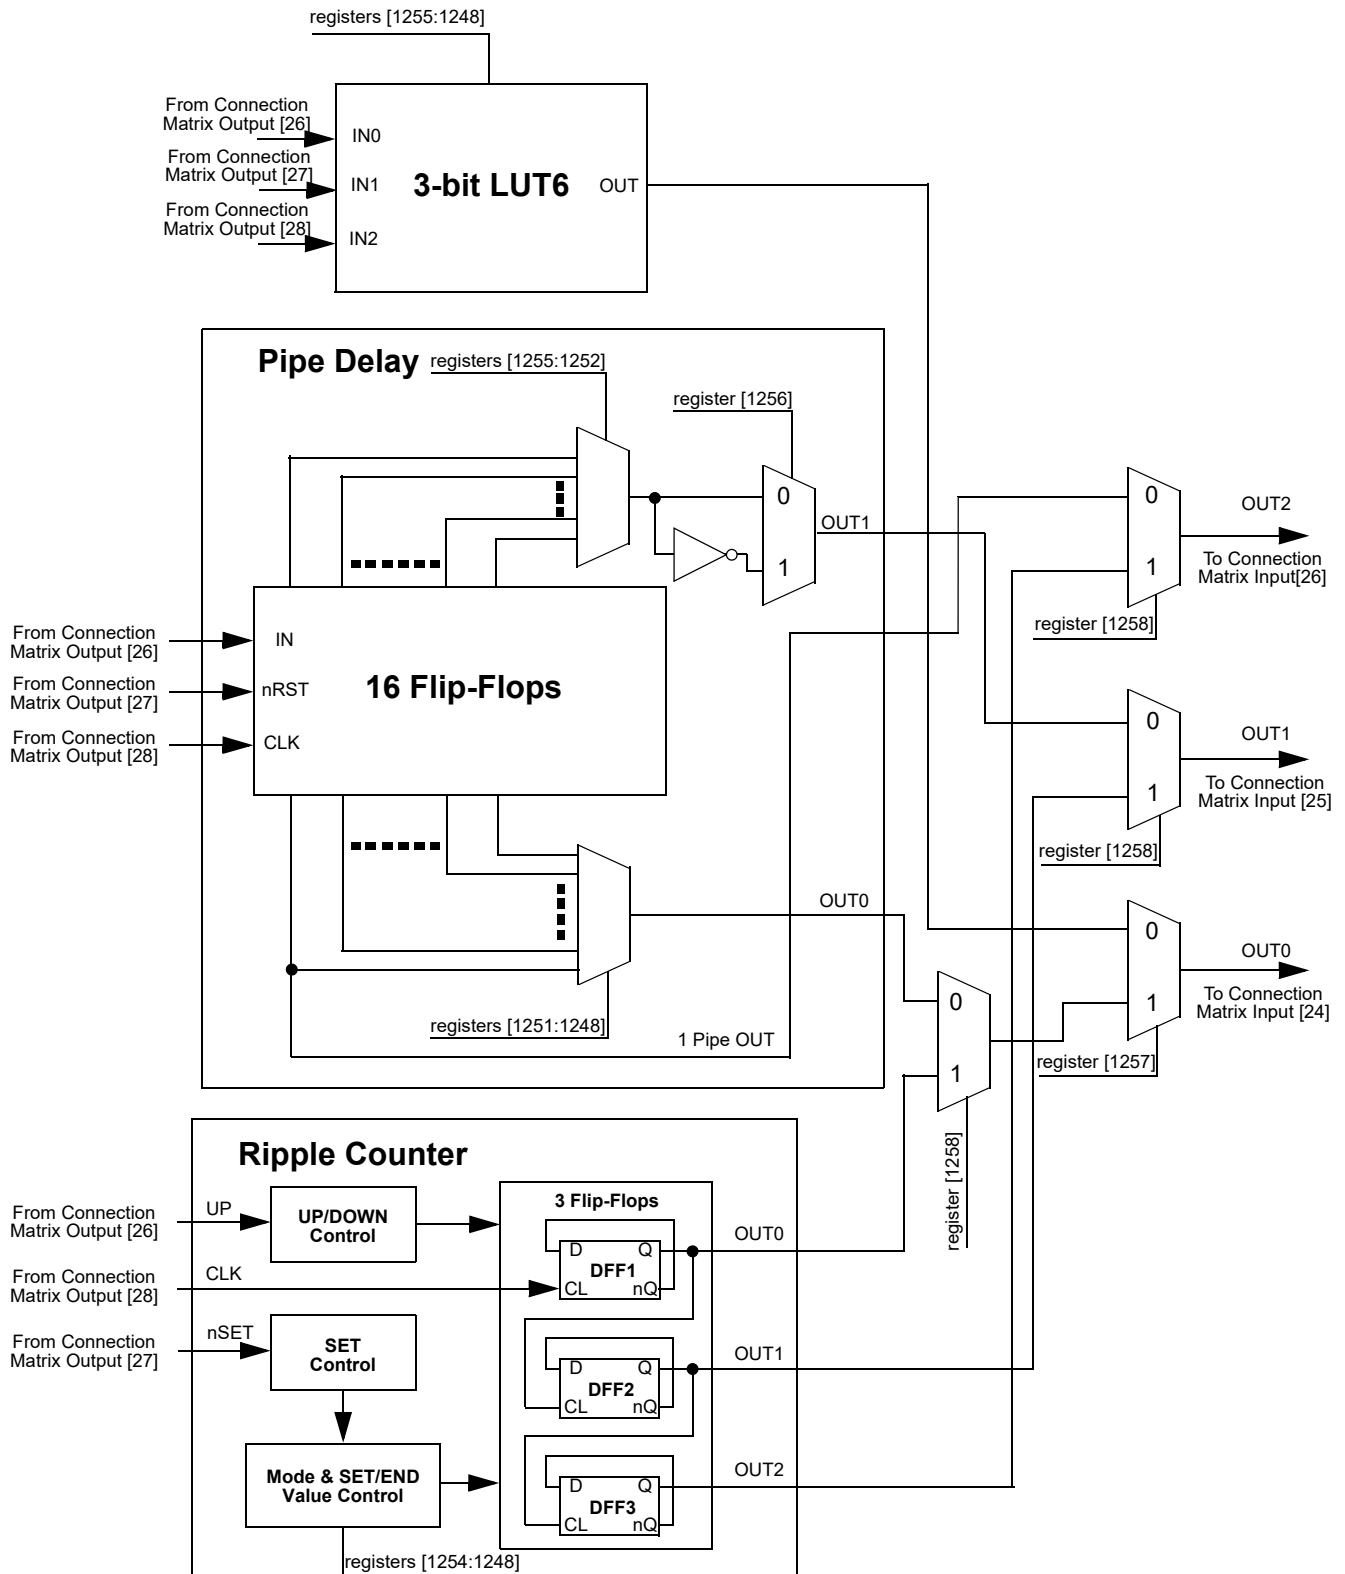 registers [1255:1248]
From Connection
Matrix Output [26]
IN0
From Connection
Matrix Output [27]
IN1
3-bit LUT6
OUT
From Connection
Matrix Output [28]
IN2
Pipe Delay
registers [1255:1252]
register [1256]
0
OUT1
1
0
OUT2
To Connection
Matrix Input[26]
1
register [1258]
From Connection
Matrix Output [26]
IN
16 Flip-Flops
From Connection
Matrix Output [27]
nRST
From Connection
Matrix Output [28]
CLK
0
OUT1
To Connection
Matrix Input [25]
1
register [1258]
OUT0
registers [1251:1248]
1 Pipe OUT
0
OUT0
To Connection
Matrix Input [24]
1
register [1257]
0
1
register [1258]
Ripple Counter
From Connection
Matrix Output [26]
UP
UP/DOWN
Control
3 Flip-Flops
D
Q
DFF1
CL
nQ
OUT0
From Connection
Matrix Output [28]
CLK
From Connection
Matrix Output [27]
nSET
SET
Control
D
Q
DFF2
CL
nQ
OUT1
Mode & SET/END
Value Control
D
Q
DFF3
CL
nQ
OUT2
registers [1254:1248]